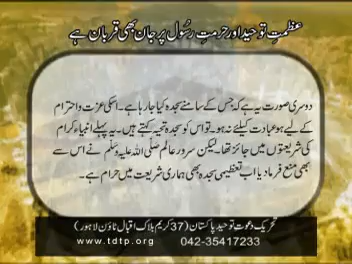 عظمتِ توحید اور حرمتِ رسُول پر جان بھی قربان ہے
دوسری صورت یہ ہے کہ جس کے سامنے سجدہ کیا جا رہا ہے۔ اسکی عزت و احترام
کے لیے ہو عبادت کیلئے نہ ہو۔ تو اس کو سجدہ تحیہ کہتے ہیں۔ یہ پہلے انبیاء کرام
کی شریعتوں میں جائز تھا۔ لیکن سرور عالم صلی اللہ علیہ وسلم نے اس سے
بھی منع فرما دیا اب تعظیمی سجدہ بھی ہماری شریعت میں حرام ہے۔
تحریک دعوت توحید پاکستان (37 کریم بلاک اقبال ٹاؤن لاہور)
www.tdtp.org 042-35417233